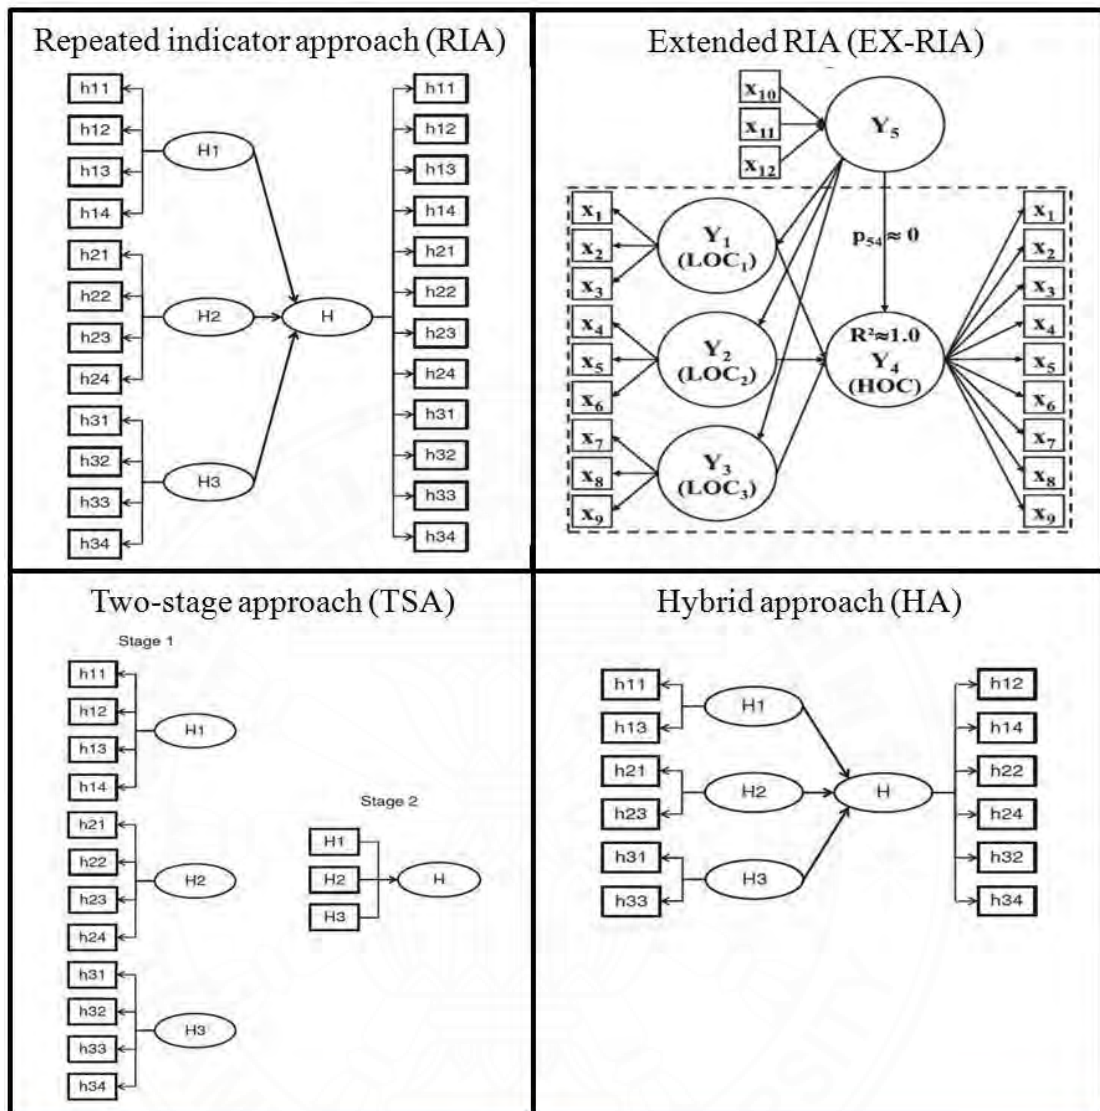 Repeated indicator approach (RIA)
h11
h12
h13
h14
h21
h22
h23
h24
h31
h32
h33
h34
H1
H2
H3
H
h11
h12
h13
h14
h21
h22
h23
h24
h31
h32
h33
h34
Extended RIA (EX-RIA)
x₁₀
x₁₁
x₁₂
Y₅
x₁
x₂
x₃
x₄
x₅
x₆
x₇
x₈
x₉
Y₁
(LOC₁)
Y₂
(LOC₂)
Y₃
(LOC₃)
p₅₄ ≈ 0
R²≈1.0
Y₄
(HOC)
x₁
x₂
x₃
x₄
x₅
x₆
x₇
x₈
x₉
Two-stage approach (TSA)
Stage 1
h11
h12
h13
h14
h21
h22
h23
h24
h31
h32
h33
h34
H1
H2
H3
Stage 2
H1
H2
H3
H
Hybrid approach (HA)
h11
h13
h21
h23
h31
h33
H1
H2
H3
H
h12
h14
h22
h24
h32
h34